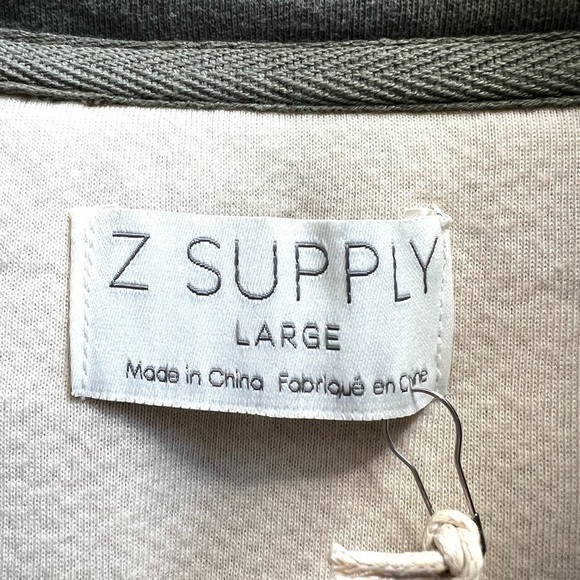 Z SUPPLY
LARGE
Made in China Fabriqué en Chine